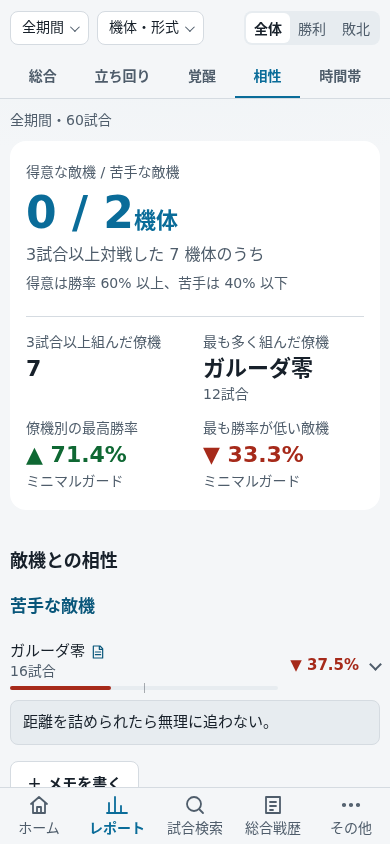 全期間 機体・形式 全体 勝利 敗北
総合 立ち回り 覚醒 相性 時間帯
全期間・60試合
得意な敵機 / 苦手な敵機
0 / 2機体
3試合以上対戦した 7 機体のうち
得意は勝率 60% 以上、苦手は 40% 以下
3試合以上組んだ僚機 最も多く組んだ僚機
7 ガルーダ零
12試合
僚機別の最高勝率 最も勝率が低い敵機
▲ 71.4% ▼ 33.3%
ミニマルガード ミニマルガード
敵機との相性
苦手な敵機
ガルーダ零
16試合 ▼ 37.5%
距離を詰められたら無理に追わない。
＋ メモを書く
ホーム レポート 試合検索 総合戦歴 その他